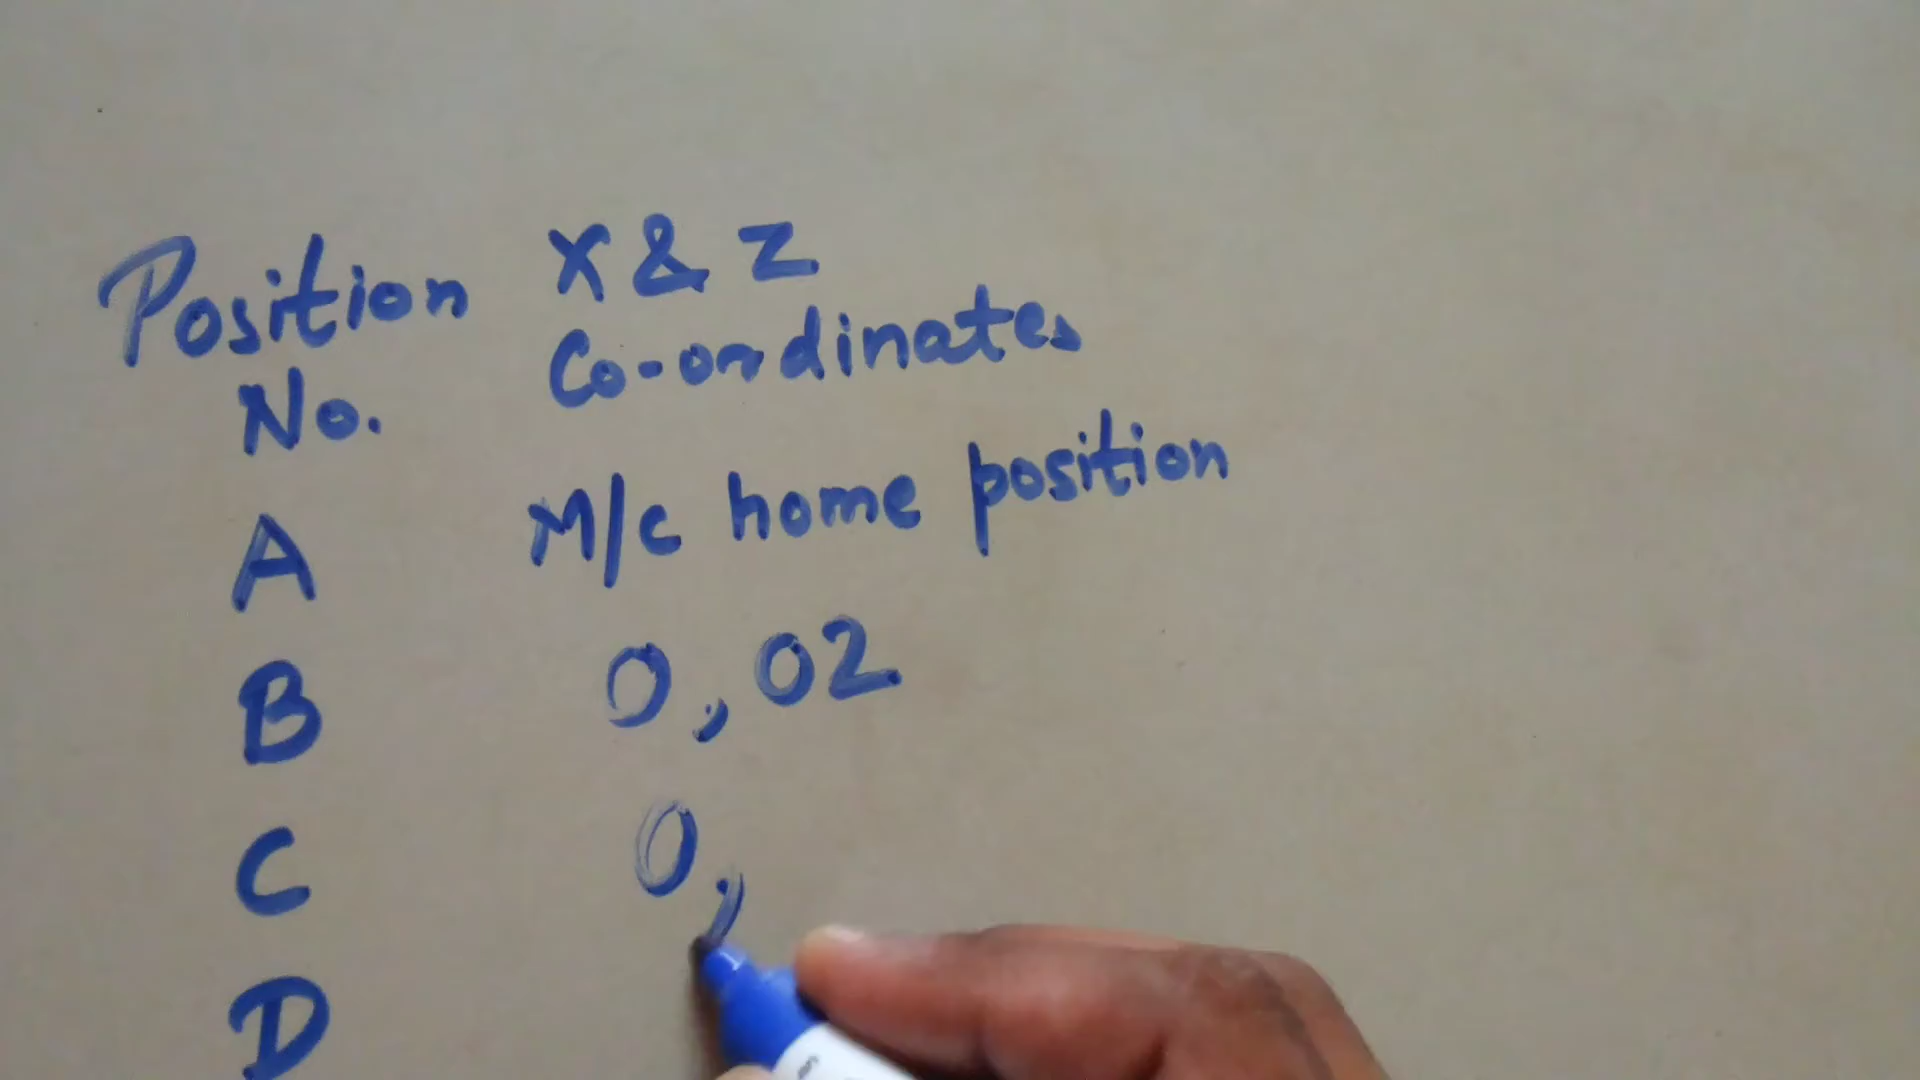 Position X & Z
No. Co-ordinates
A M/c home position
B 0, 02
C 0,
D